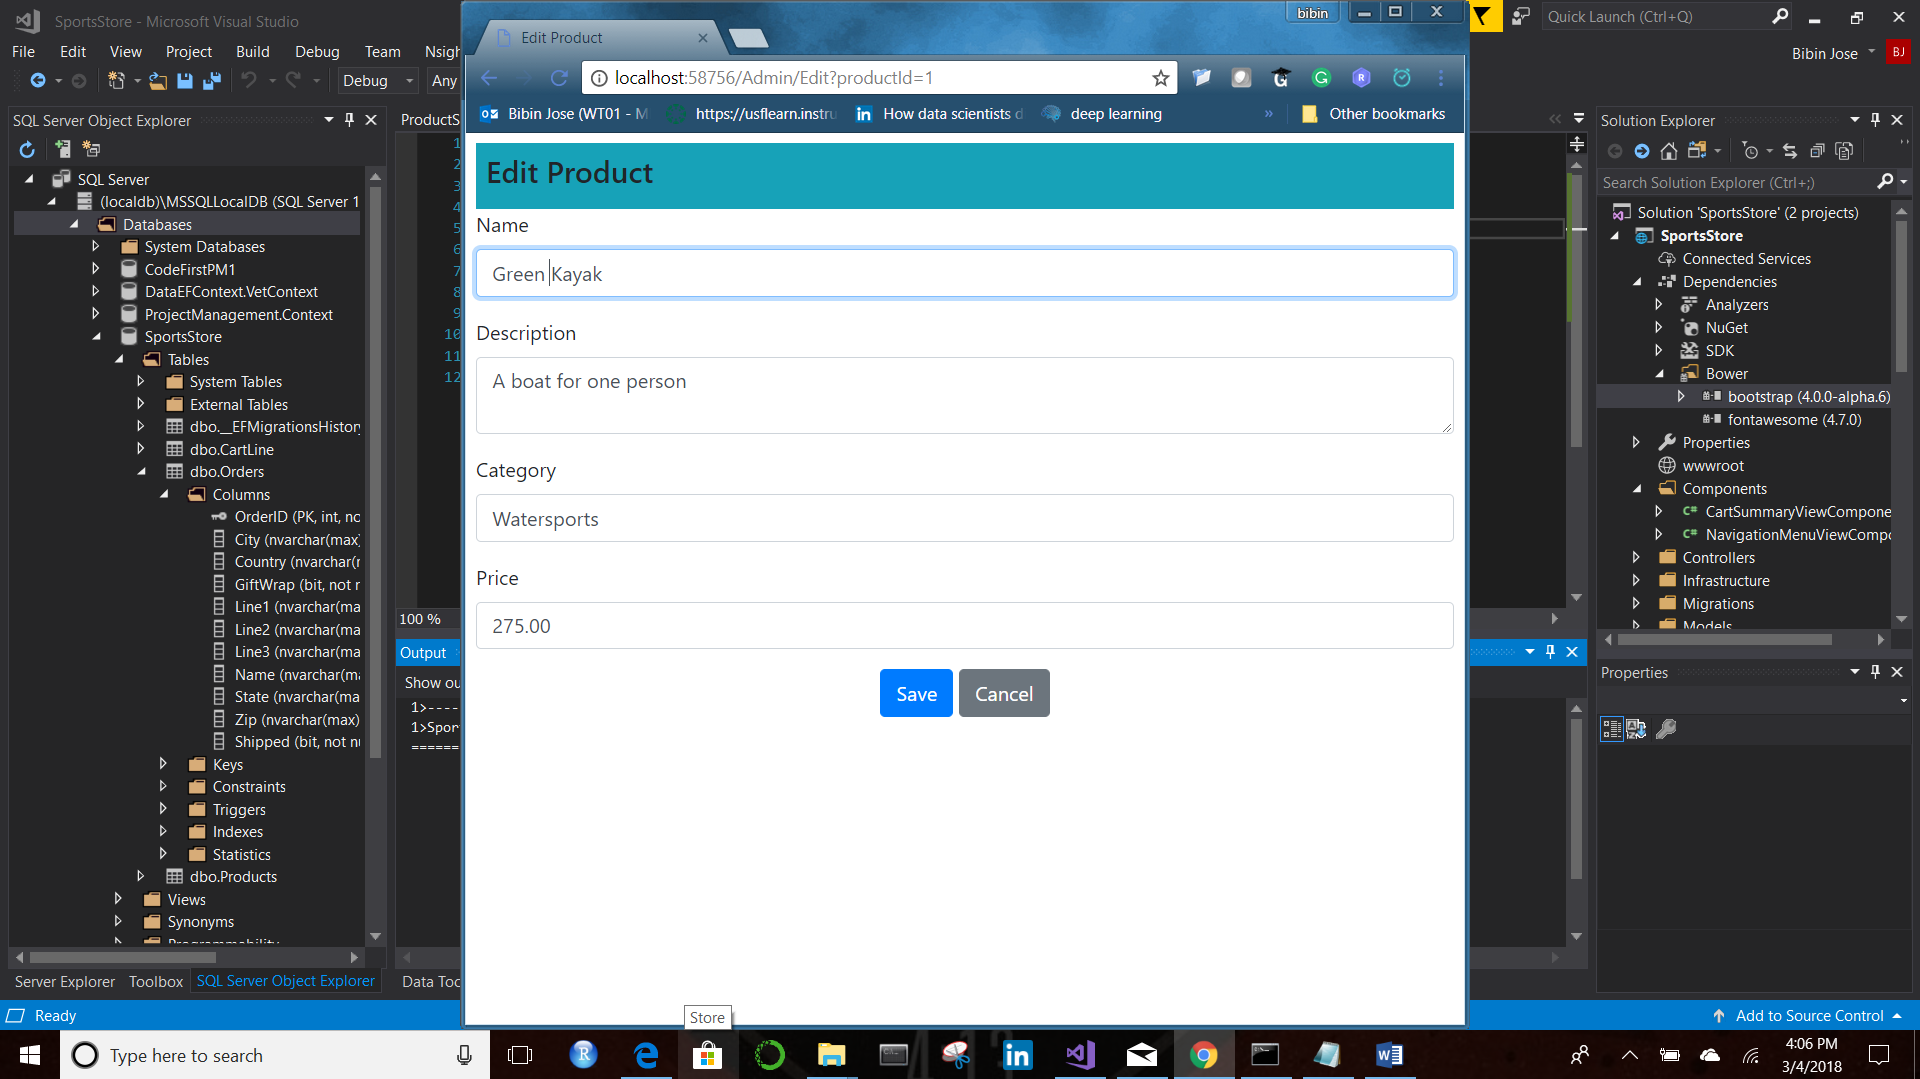 SportsStore - Microsoft Visual Studio
File Edit View Project Build Debug Team
Debug Any
Quick Launch (Ctrl+Q)
Bibin Jose BJ
bibin
Edit Product
localhost:58756/Admin/Edit?productId=1
Bibin Jose (WT01 - M
https://usflearn.instru
How data scientists d
deep learning
» Other bookmarks
SQL Server Object Explorer
SQL Server
(localdb)\MSSQLLocalDB (SQL Server 1
Databases
System Databases
CodeFirstPM1
DataEFContext.VetContext
ProjectManagement.Context
SportsStore
Tables
System Tables
External Tables
dbo.__EFMigrationsHistory
dbo.CartLine
dbo.Orders
Columns
OrderID (PK, int, no
City (nvarchar(max)
Country (nvarchar(r
GiftWrap (bit, not r
Line1 (nvarchar(ma
Line2 (nvarchar(ma
Line3 (nvarchar(ma
Name (nvarchar(ma
State (nvarchar(ma
Zip (nvarchar(max)
Shipped (bit, not nu
Keys
Constraints
Triggers
Indexes
Statistics
dbo.Products
Views
Synonyms
Programmability
Server Explorer Toolbox SQL Server Object Explorer
Ready
ProductS
1
2
3
4
5
6
7
8
9
10
11
12
100 %
Output
Show ou
1>----
1>Spor
======
Data Too
Edit Product
Name
Green Kayak
Description
A boat for one person
Category
Watersports
Price
275.00
Save Cancel
Store
Solution Explorer
Search Solution Explorer (Ctrl+;)
Solution 'SportsStore' (2 projects)
SportsStore
Connected Services
Dependencies
Analyzers
NuGet
SDK
Bower
bootstrap (4.0.0-alpha.6)
fontawesome (4.7.0)
Properties
wwwroot
Components
CartSummaryViewCompone
NavigationMenuViewCompo
Controllers
Infrastructure
Migrations
Models
Properties
Add to Source Control
Type here to search
4:06 PM
3/4/2018